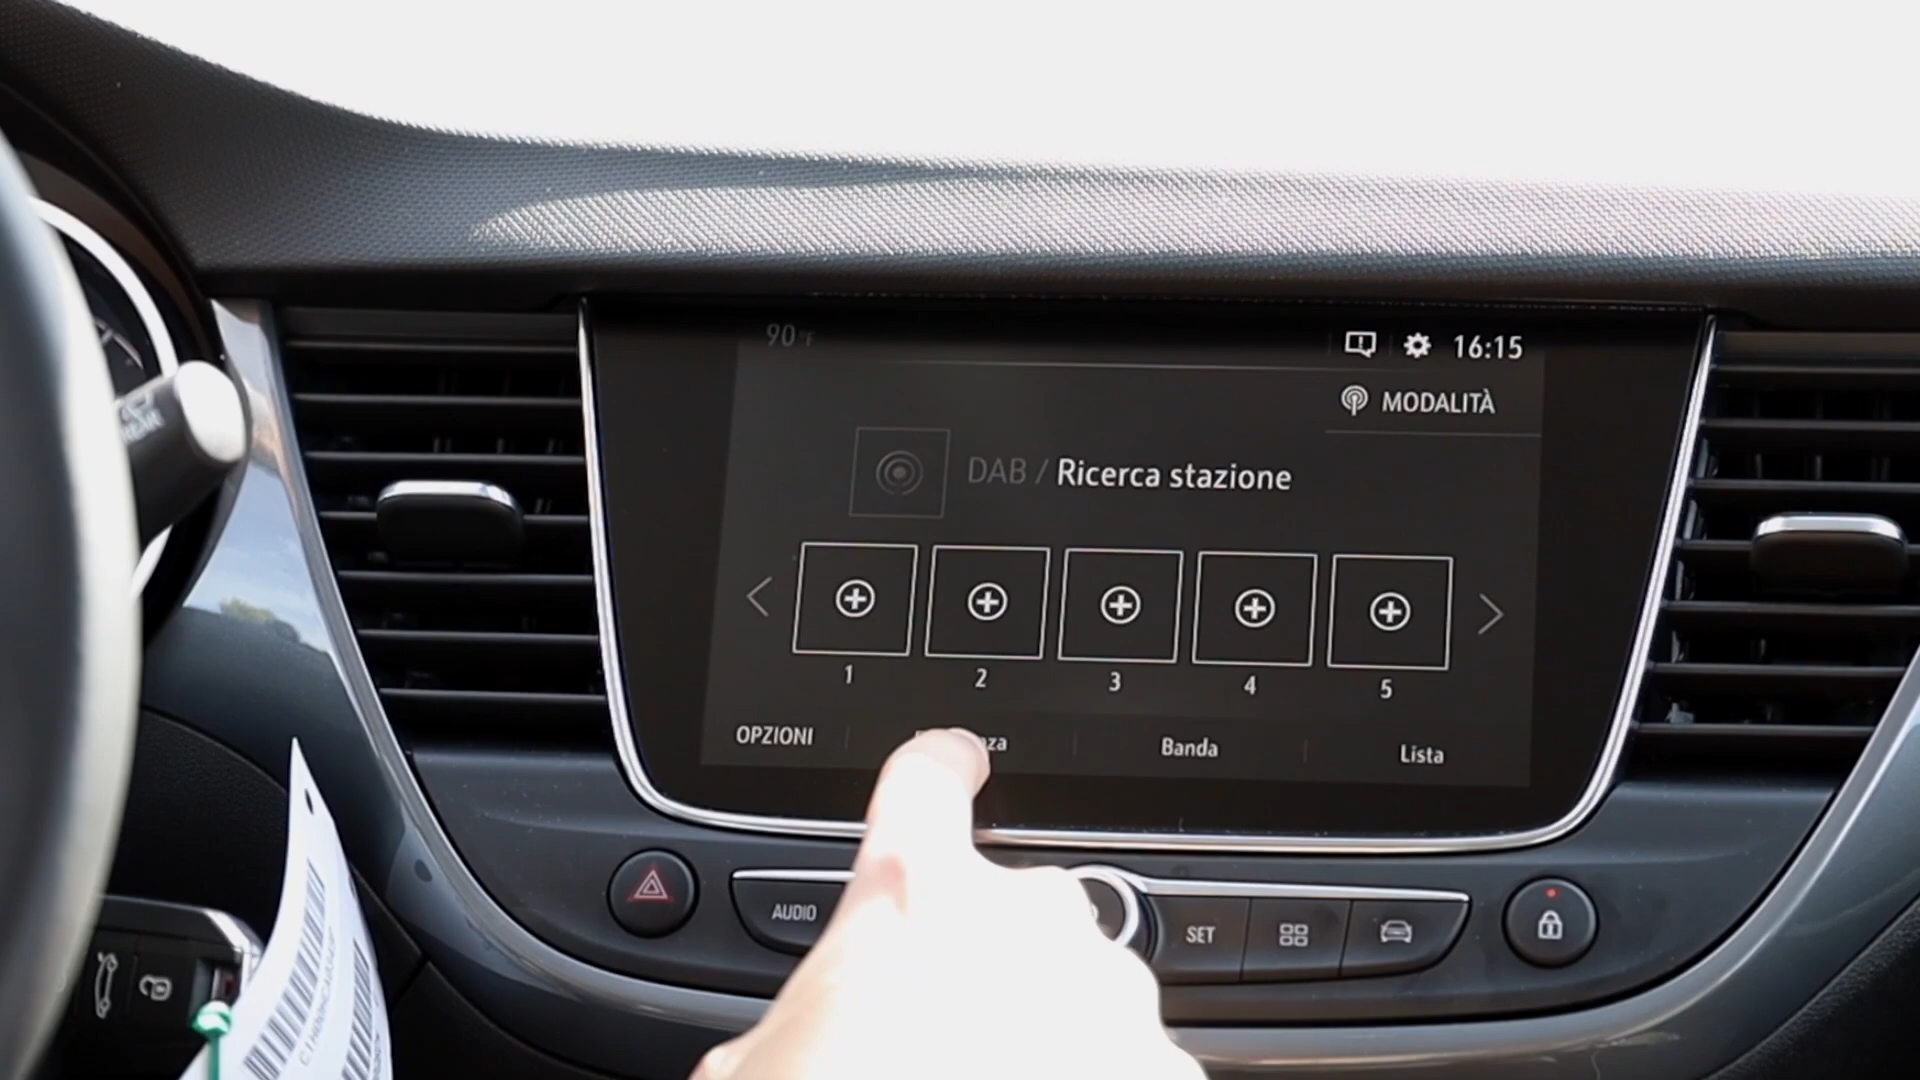 90°F
16:15
MODALITÀ
DAB / Ricerca stazione
1 2 3 4 5
OPZIONI
Banda
Lista
AUDIO
SET